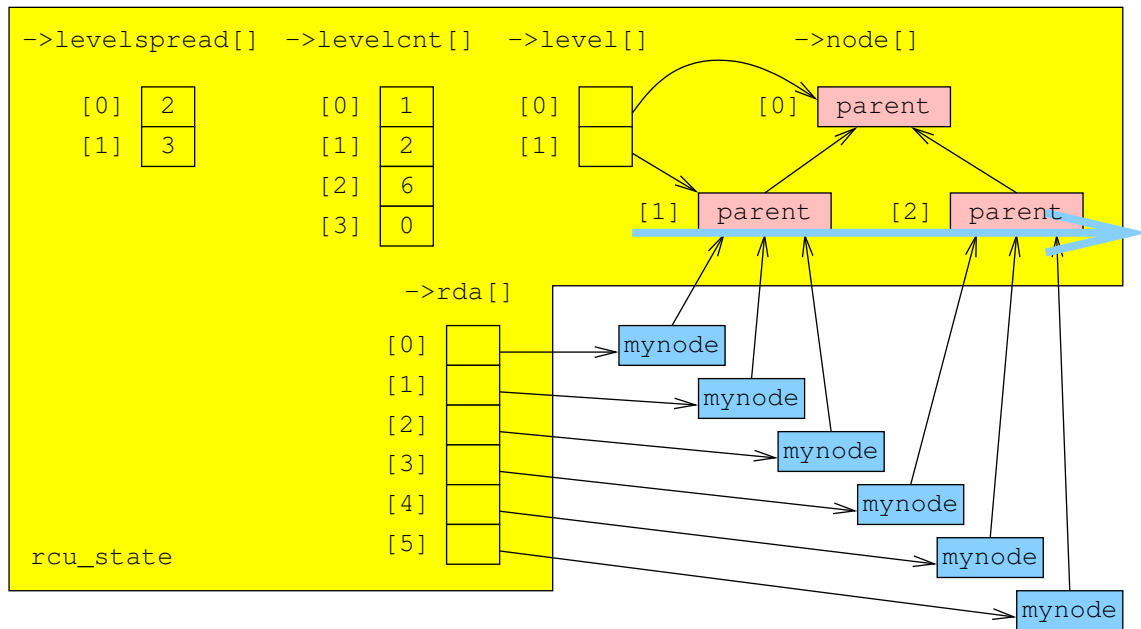 ->levelspread[] ->levelcnt[] ->level[] ->node[]
[0] 2 [0] 1 [0] [0] parent
[1] 3 [1] 2 [1]
[2] 6 [1] parent [2] parent
[3] 0
->rda[]
[0] mynode
[1] mynode
[2] mynode
[3] mynode
[4] mynode
[5] mynode
rcu_state